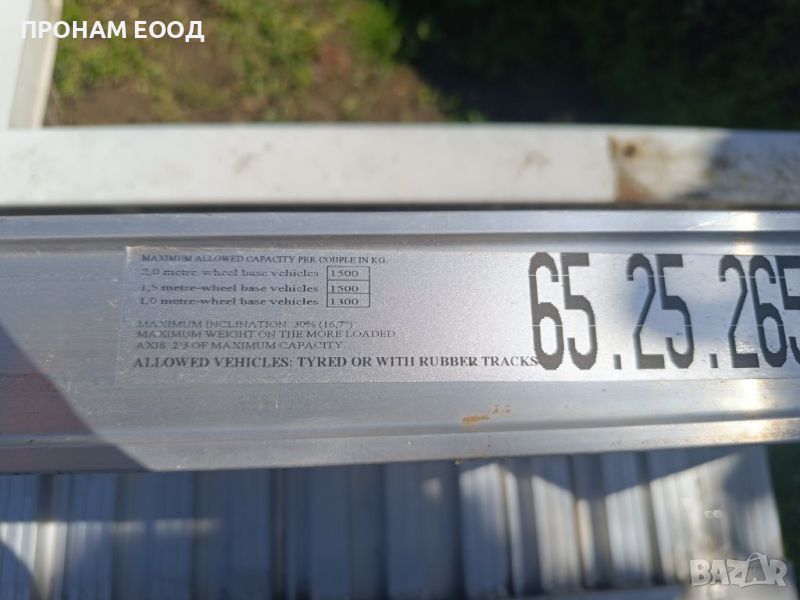 ПРОНАМ ЕООД
MAXIMUM ALLOWED CAPACITY PER COUPLE IN KG.
2,0 metre-wheel base vehicles 1500
1,5 metre-wheel base vehicles 1500
1,0 metre-wheel base vehicles 1300
MAXIMUM INCLINATION: 30% (16,7°)
MAXIMUM WEIGHT ON THE MORE LOADED
AXIS: 2/3 OF MAXIMUM CAPACITY.
ALLOWED VEHICLES: TYRED OR WITH RUBBER TRACKS
65.25.265
BAZAR